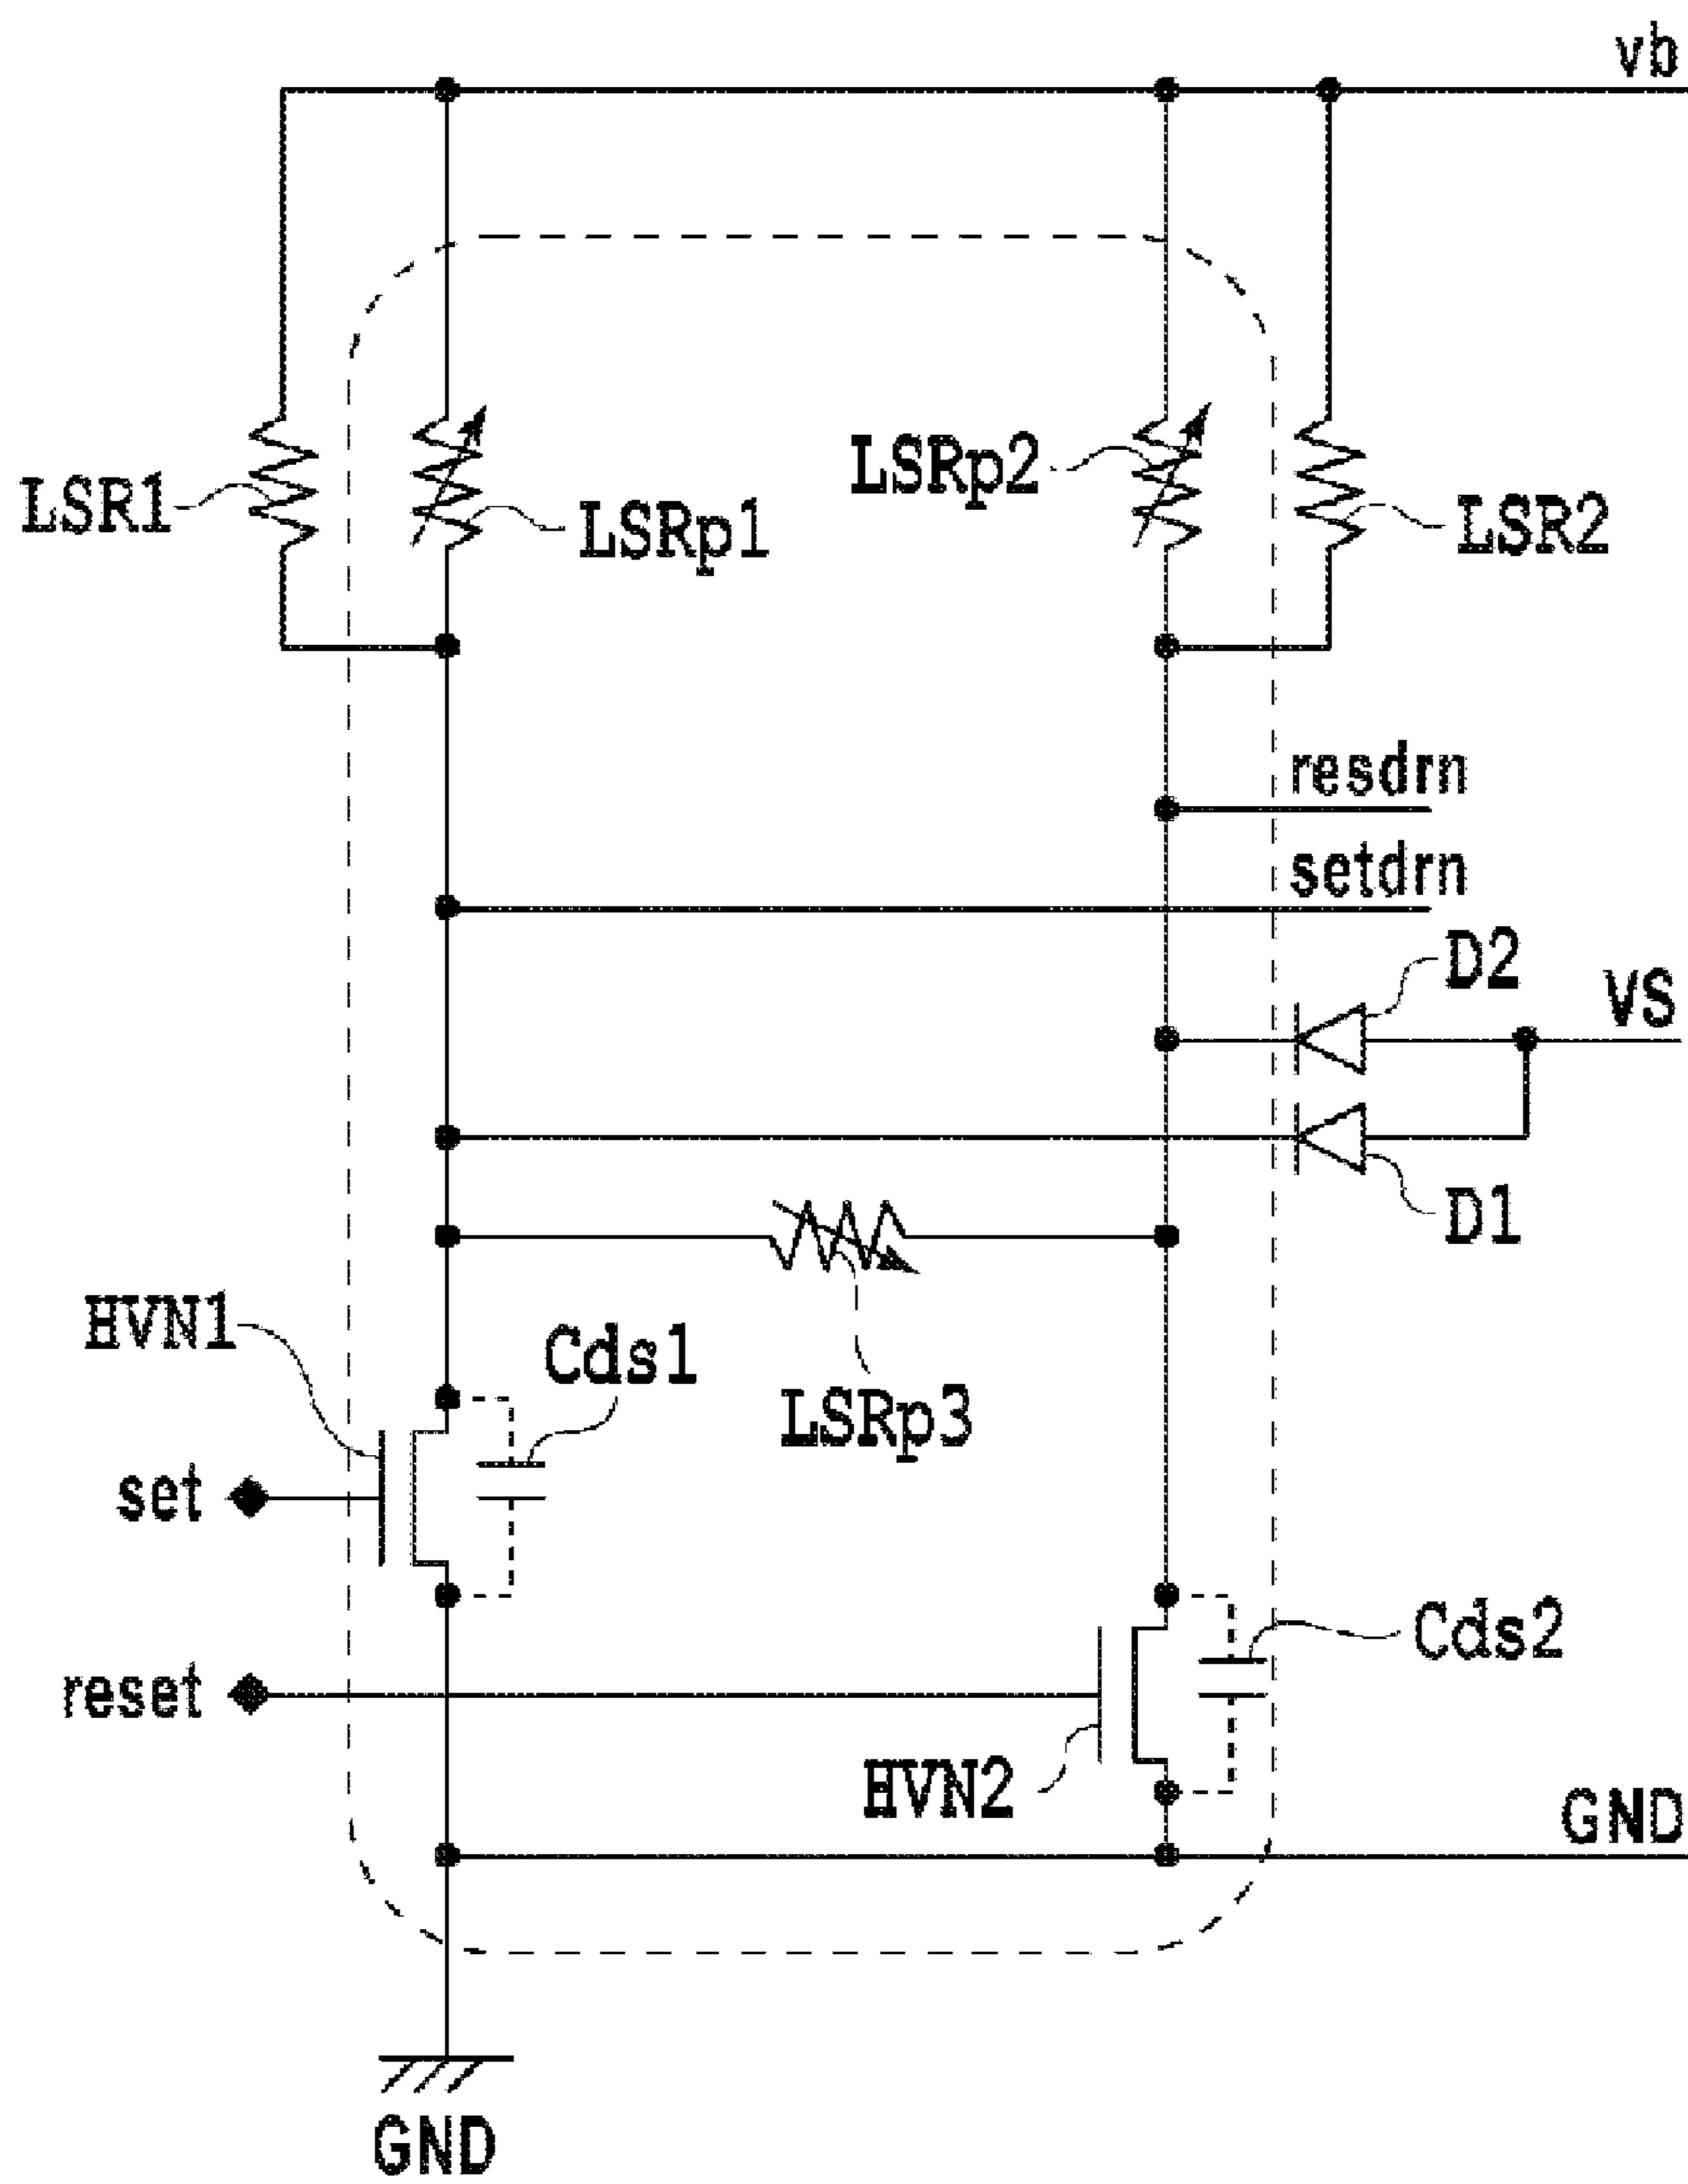 vb
LSRp2
LSR1
LSRp1
LSR2
resdrn
setdrn
D2
VS
D1
HVN1
Cds1
LSRp3
set
Cds2
reset
HVN2
GND
GND